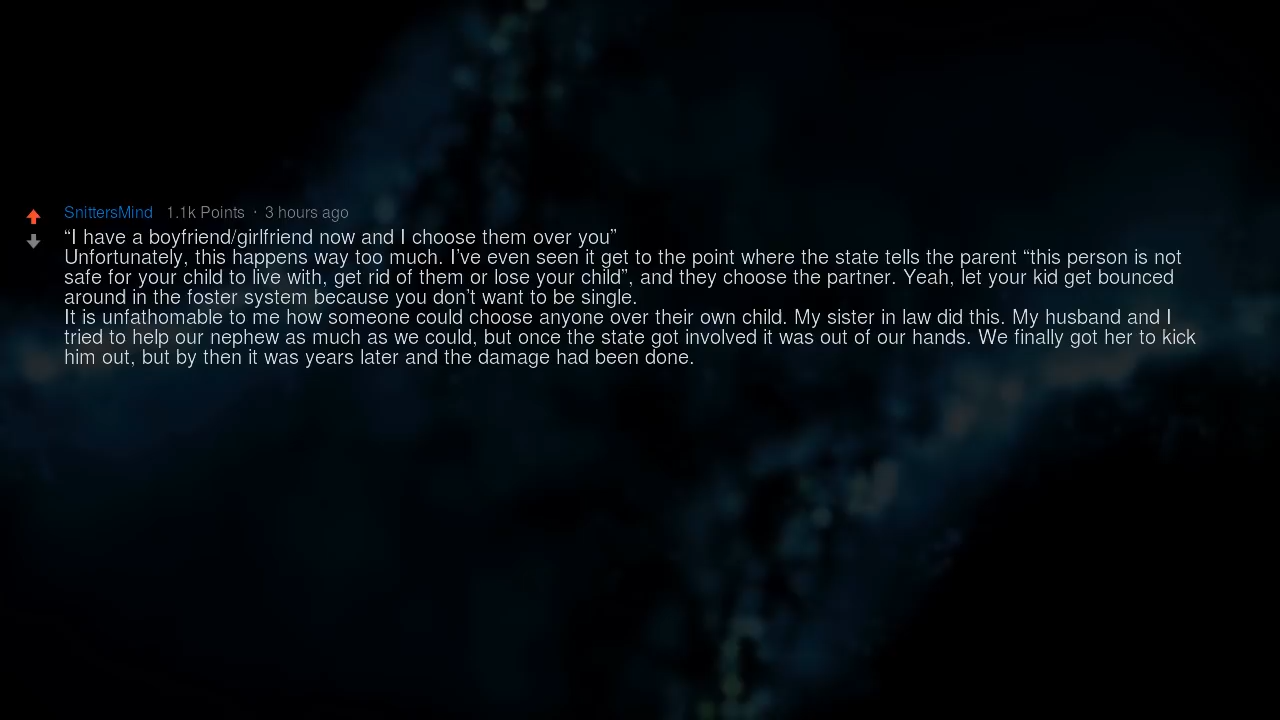 SnittersMind 1.1k Points · 3 hours ago
“I have a boyfriend/girlfriend now and I choose them over you”
Unfortunately, this happens way too much. I’ve even seen it get to the point where the state tells the parent “this person is not
safe for your child to live with, get rid of them or lose your child”, and they choose the partner. Yeah, let your kid get bounced
around in the foster system because you don’t want to be single.
It is unfathomable to me how someone could choose anyone over their own child. My sister in law did this. My husband and I
tried to help our nephew as much as we could, but once the state got involved it was out of our hands. We finally got her to kick
him out, but by then it was years later and the damage had been done.